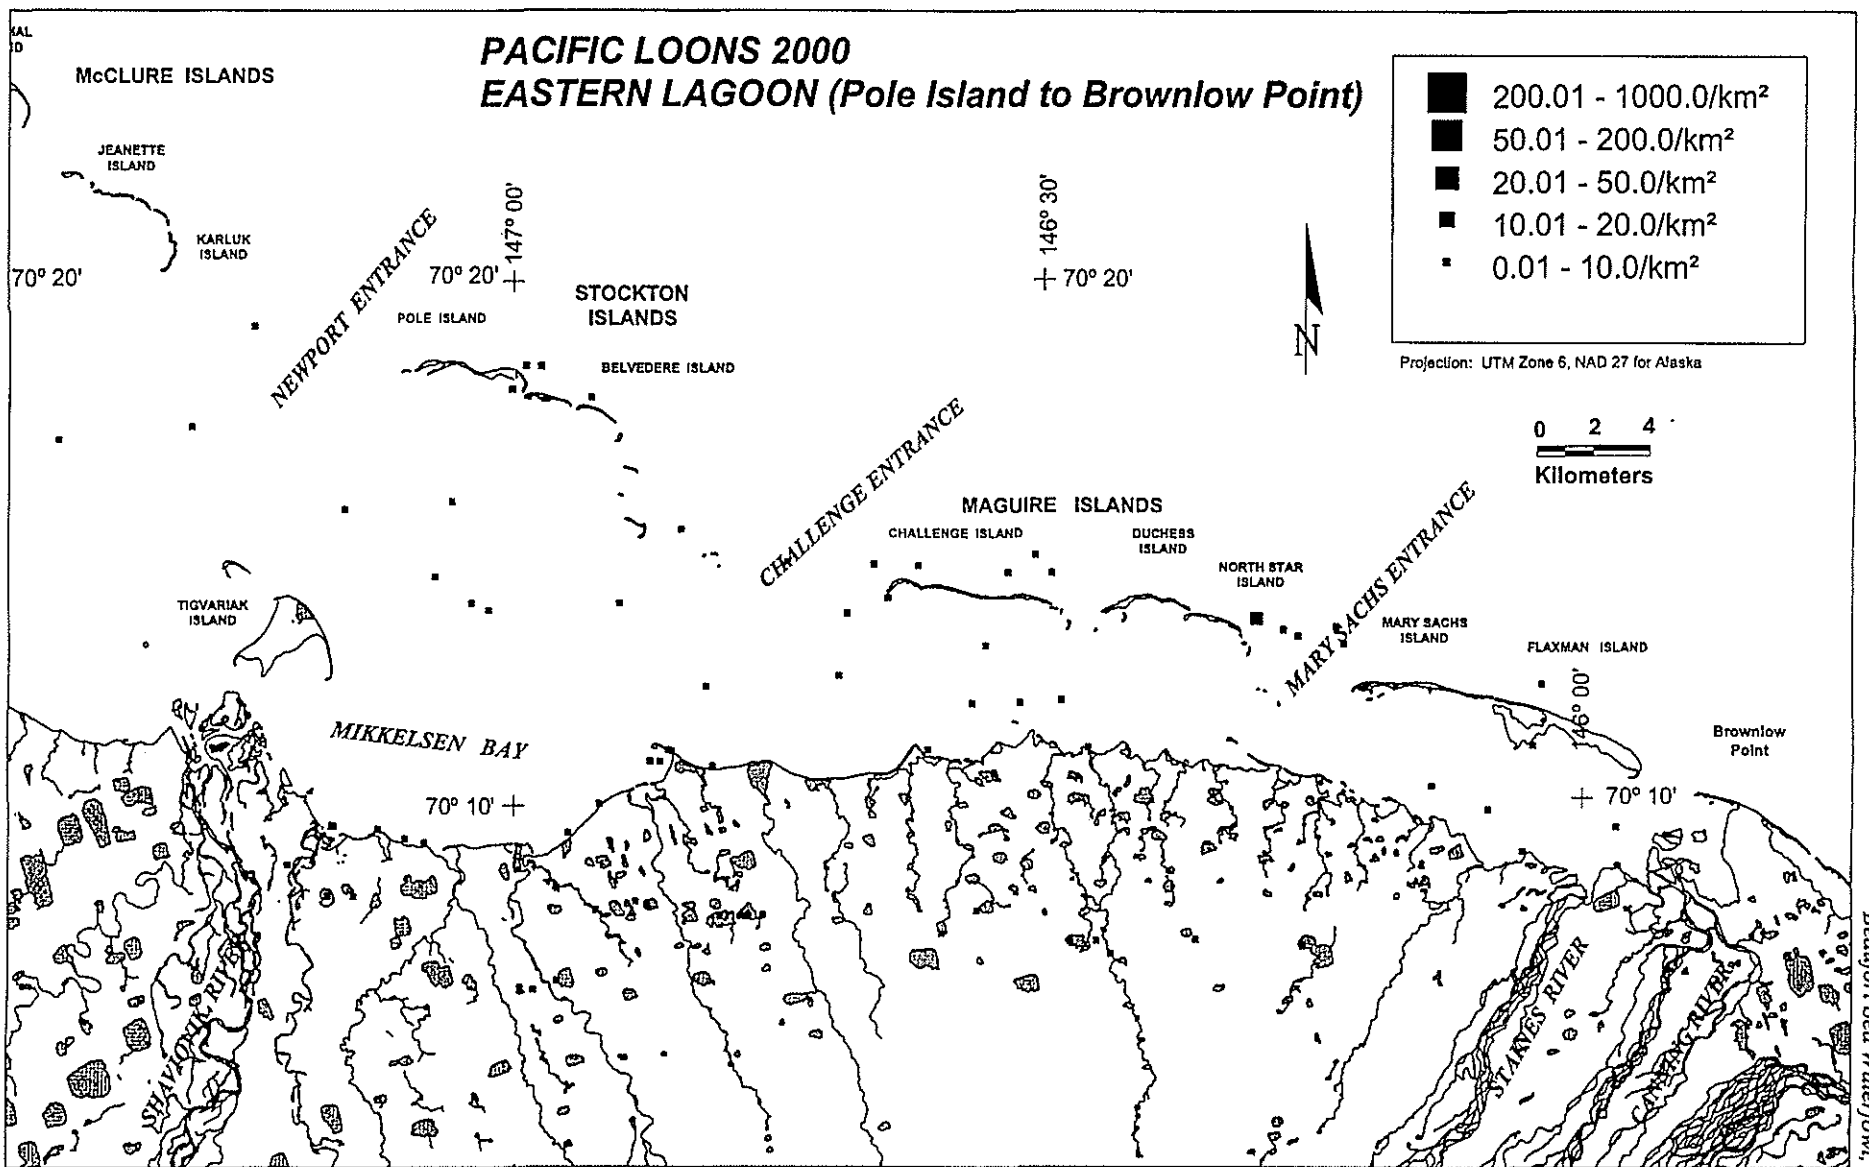 PACIFIC LOONS 2000
EASTERN LAGOON (Pole Island to Brownlow Point)
200.01 - 1000.0/km²
50.01 - 200.0/km²
20.01 - 50.0/km²
10.01 - 20.0/km²
0.01 - 10.0/km²
Projection: UTM Zone 6, NAD 27 for Alaska
0 2 4
Kilometers
N
McCLURE ISLANDS
JEANETTE
ISLAND
KARLUK
ISLAND
70° 20'
NEWPORT ENTRANCE
147° 00'
70° 20'
146° 30'
70° 20'
STOCKTON
ISLANDS
POLE ISLAND
BELVEDERE ISLAND
CHALLENGE ENTRANCE
MAGUIRE ISLANDS
CHALLENGE ISLAND
DUCHESS
ISLAND
NORTH STAR
ISLAND
MARY SACHS ENTRANCE
MARY SACHS
ISLAND
FLAXMAN ISLAND
146° 00'
TIGVARIAK
ISLAND
MIKKELSEN BAY
Brownlow
Point
70° 10'
70° 10'
SHAVIOVIK RIVER
STAKNES RIVER
CANNING RIVER